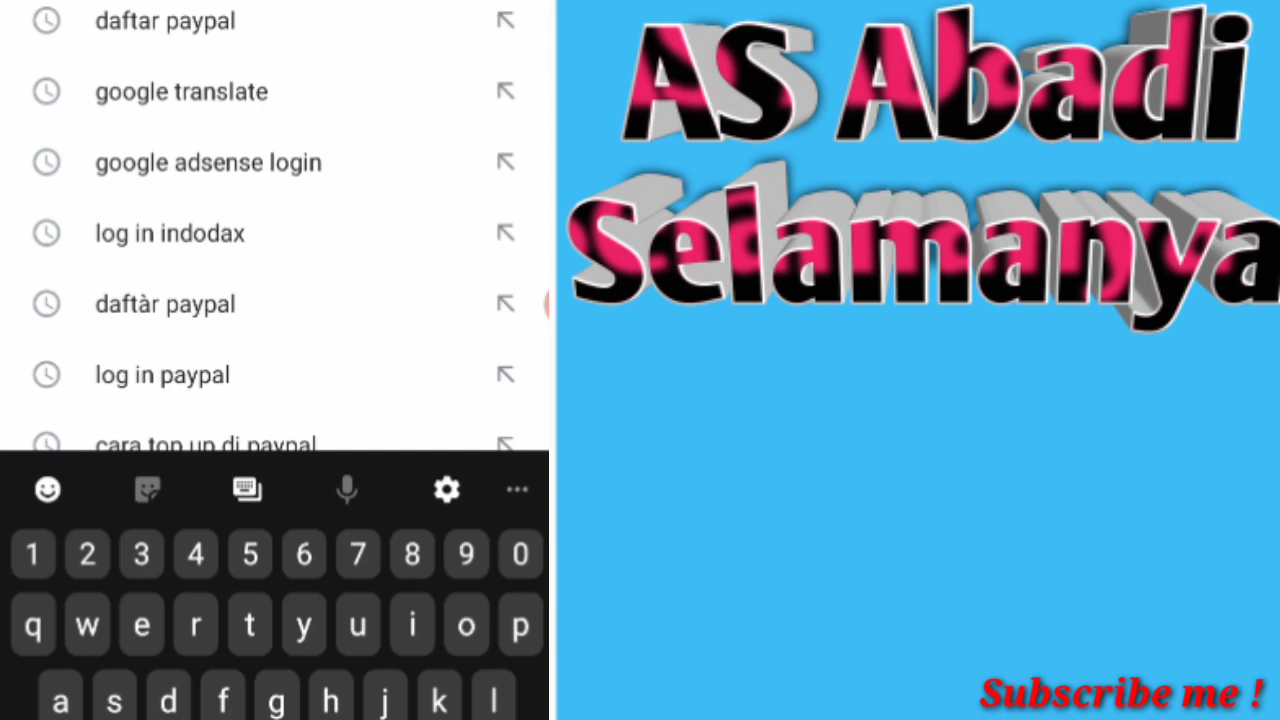 daftar paypal
google translate
google adsense login
log in indodax
daftàr paypal
log in paypal
cara top up di paypal
1 2 3 4 5 6 7 8 9 0
q w e r t y u i o p
a s d f g h j k l
AS Abadi
Selamanya
Subscribe me !